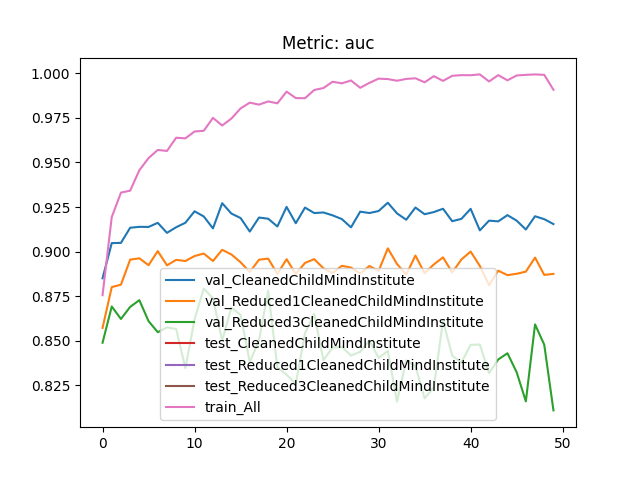 Metric: auc
1.000
0.975
0.950
0.925
0.900
0.875
0.850
0.825
val_CleanedChildMindInstitute
val_Reduced1CleanedChildMindInstitute
val_Reduced3CleanedChildMindInstitute
test_CleanedChildMindInstitute
test_Reduced1CleanedChildMindInstitute
test_Reduced3CleanedChildMindInstitute
train_All
0 10 20 30 40 50